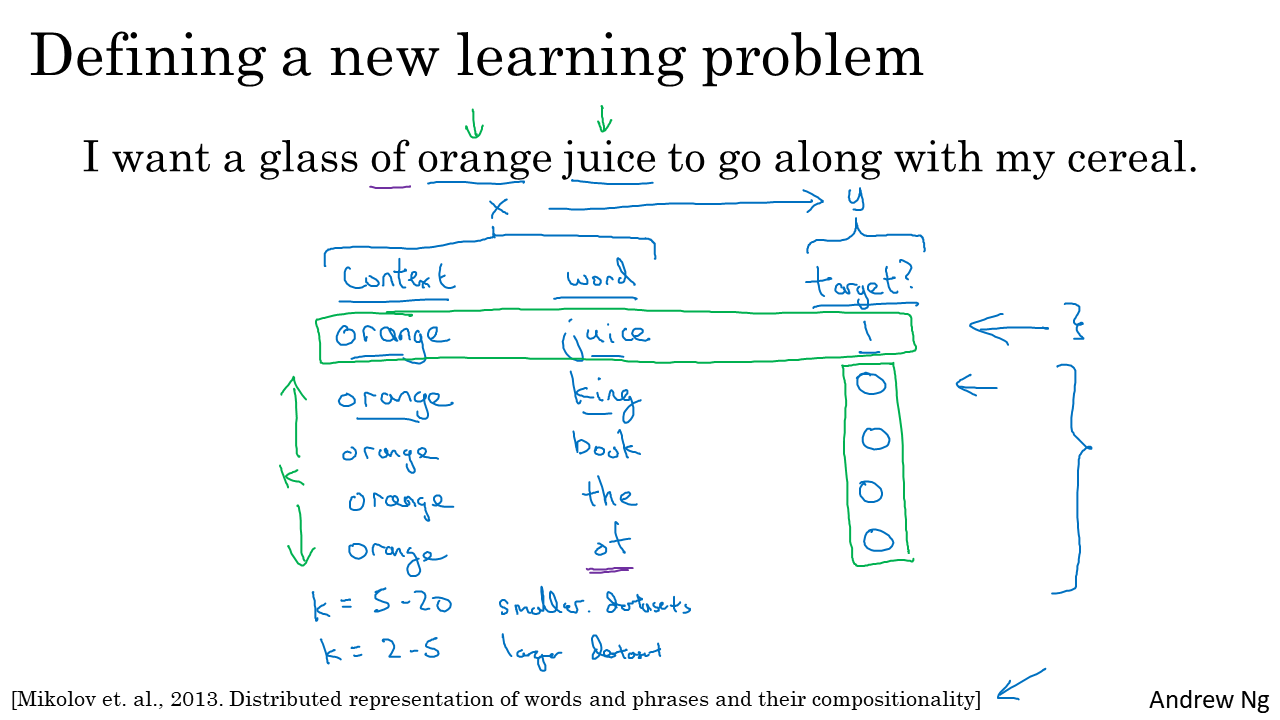 Defining a new learning problem
I want a glass of orange juice to go along with my cereal.
x y
Context word target?
orange juice 1
orange king 0
k
orange book 0
orange the 0
orange of 0
k = 5-20 smaller. datasets
k = 2-5 larger dataset
[Mikolov et. al., 2013. Distributed representation of words and phrases and their compositionality]
Andrew Ng